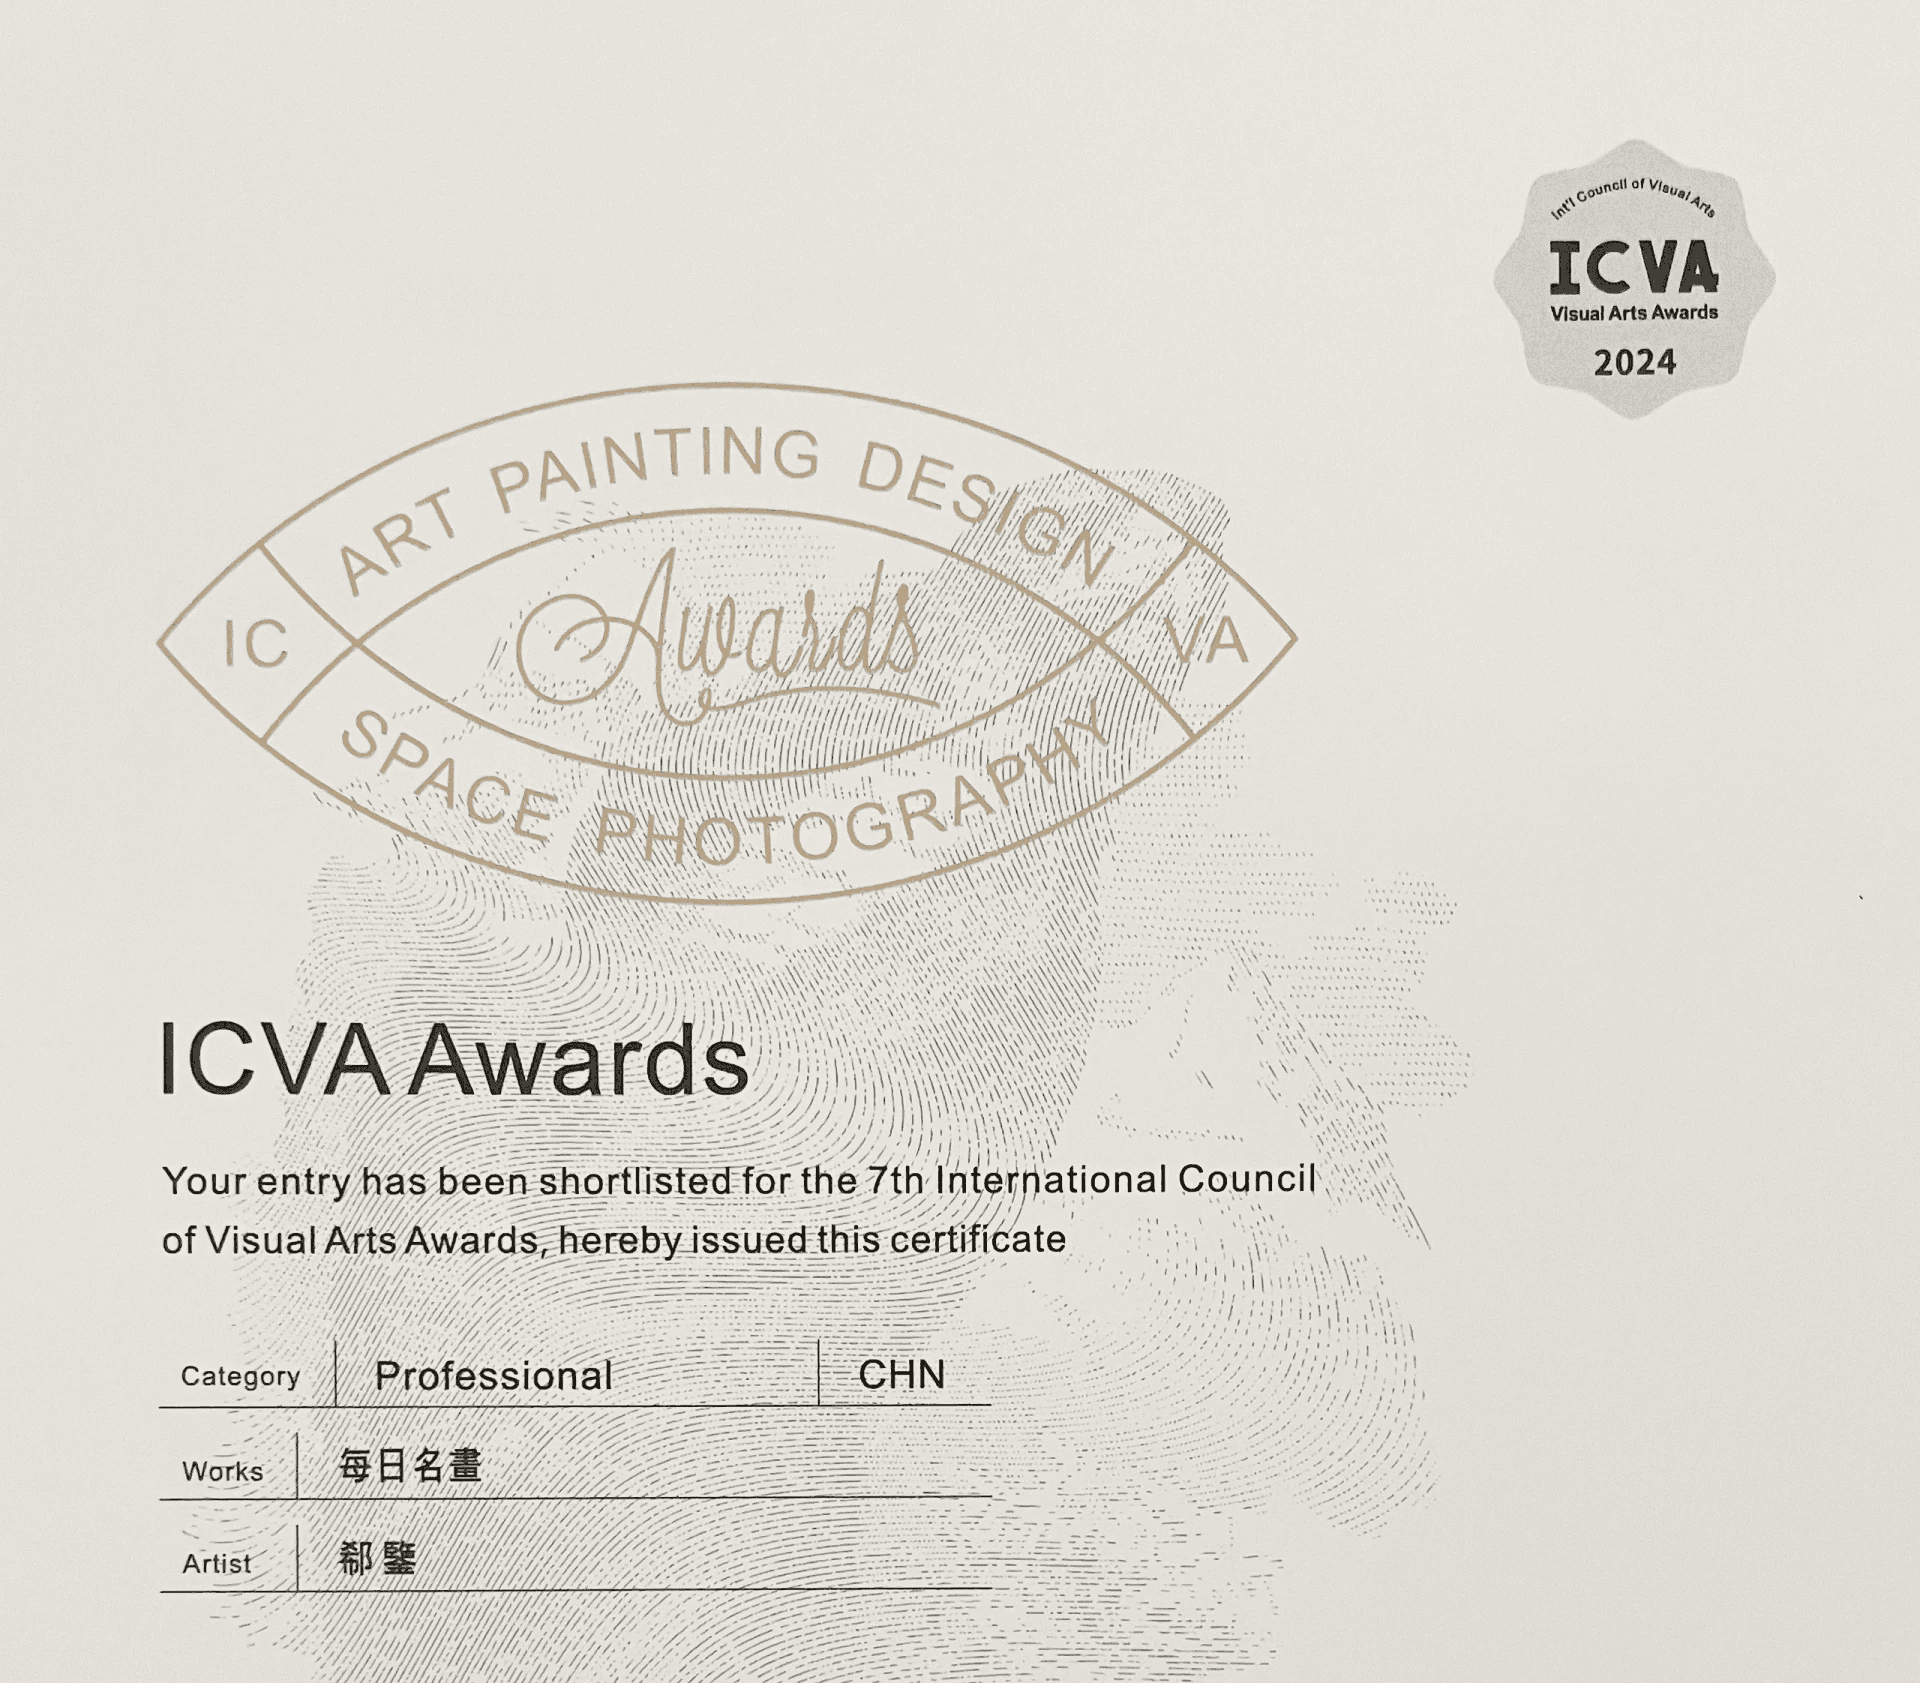 Int'l Council of Visual Arts
ICVA
Visual Arts Awards
2024
ART PAINTING DESIGN
IC
Awards
VA
SPACE PHOTOGRAPHY
ICVA Awards
Your entry has been shortlisted for the 7th International Council
of Visual Arts Awards, hereby issued this certificate
Category Professional CHN
Works 每日名畫
Artist 郗鑒